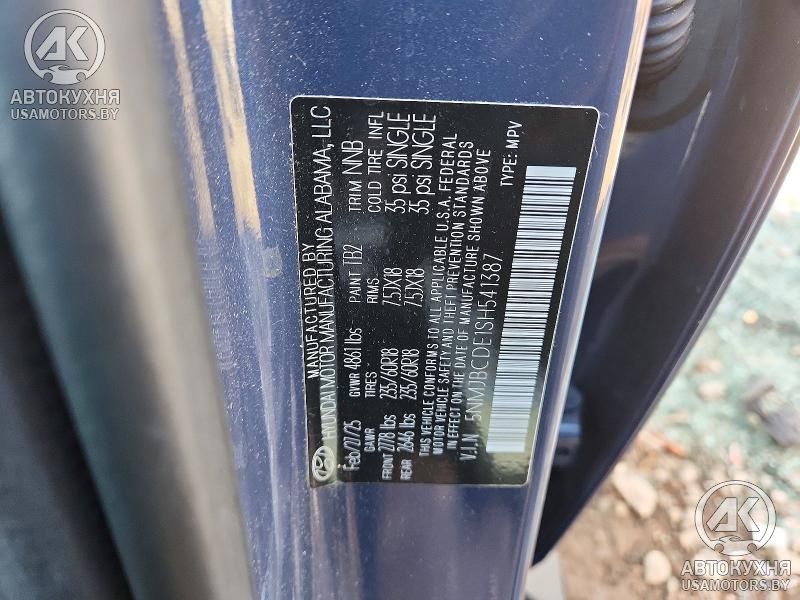 AK
АВТОКУХНЯ
USAMOTORS.BY
MANUFACTURED BY
HYUNDAI MOTOR MANUFACTURING ALABAMA, LLC
Feb/27/25 GVWR 4861 lbs PAINT TB2 TRIM NNB
GAWR TIRES RIMS COLD TIRE INFL
FRONT 2778 lbs 235/60R18 7.5JX18 35 psi SINGLE
REAR 2646 lbs 235/60R18 7.5JX18 35 psi SINGLE
THIS VEHICLE CONFORMS TO ALL APPLICABLE U.S.A. FEDERAL
MOTOR VEHICLE SAFETY AND THEFT PREVENTION STANDARDS
IN EFFECT ON THE DATE OF MANUFACTURE SHOWN ABOVE
V.I.N 5NMJBCDE1SH541387 TYPE: MPV
AK
АВТОКУХНЯ
USAMOTORS.BY